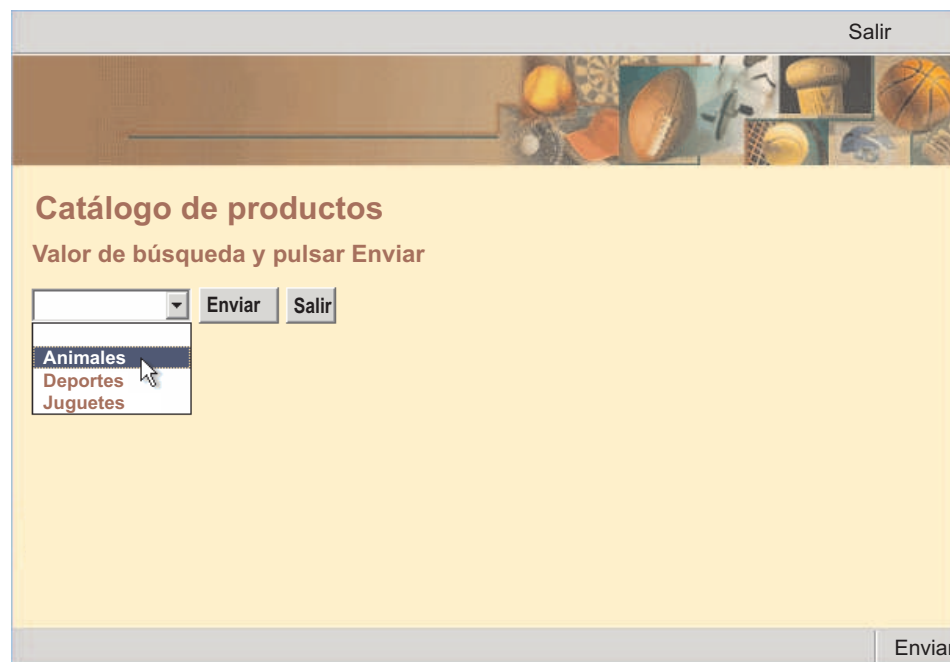 Salir
Catálogo de productos
Valor de búsqueda y pulsar Enviar
Enviar Salir
Animales
Deportes
Juguetes
Enviar